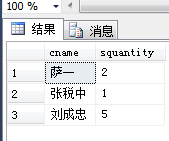 100 %
结果 消息
cname squantity
1 萨一 2
2 张税中 1
3 刘成忠 5